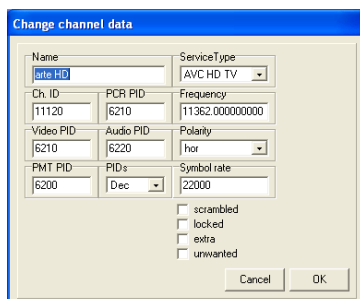 Change channel data
Name ServiceType
arte HD AVC HD TV
Ch. ID PCR PID Frequency
11120 6210 11362.000000000
Video PID Audio PID Polarity
6210 6220 hor
PMT PID PIDs Symbol rate
6200 Dec 22000
scrambled
locked
extra
unwanted
Cancel OK